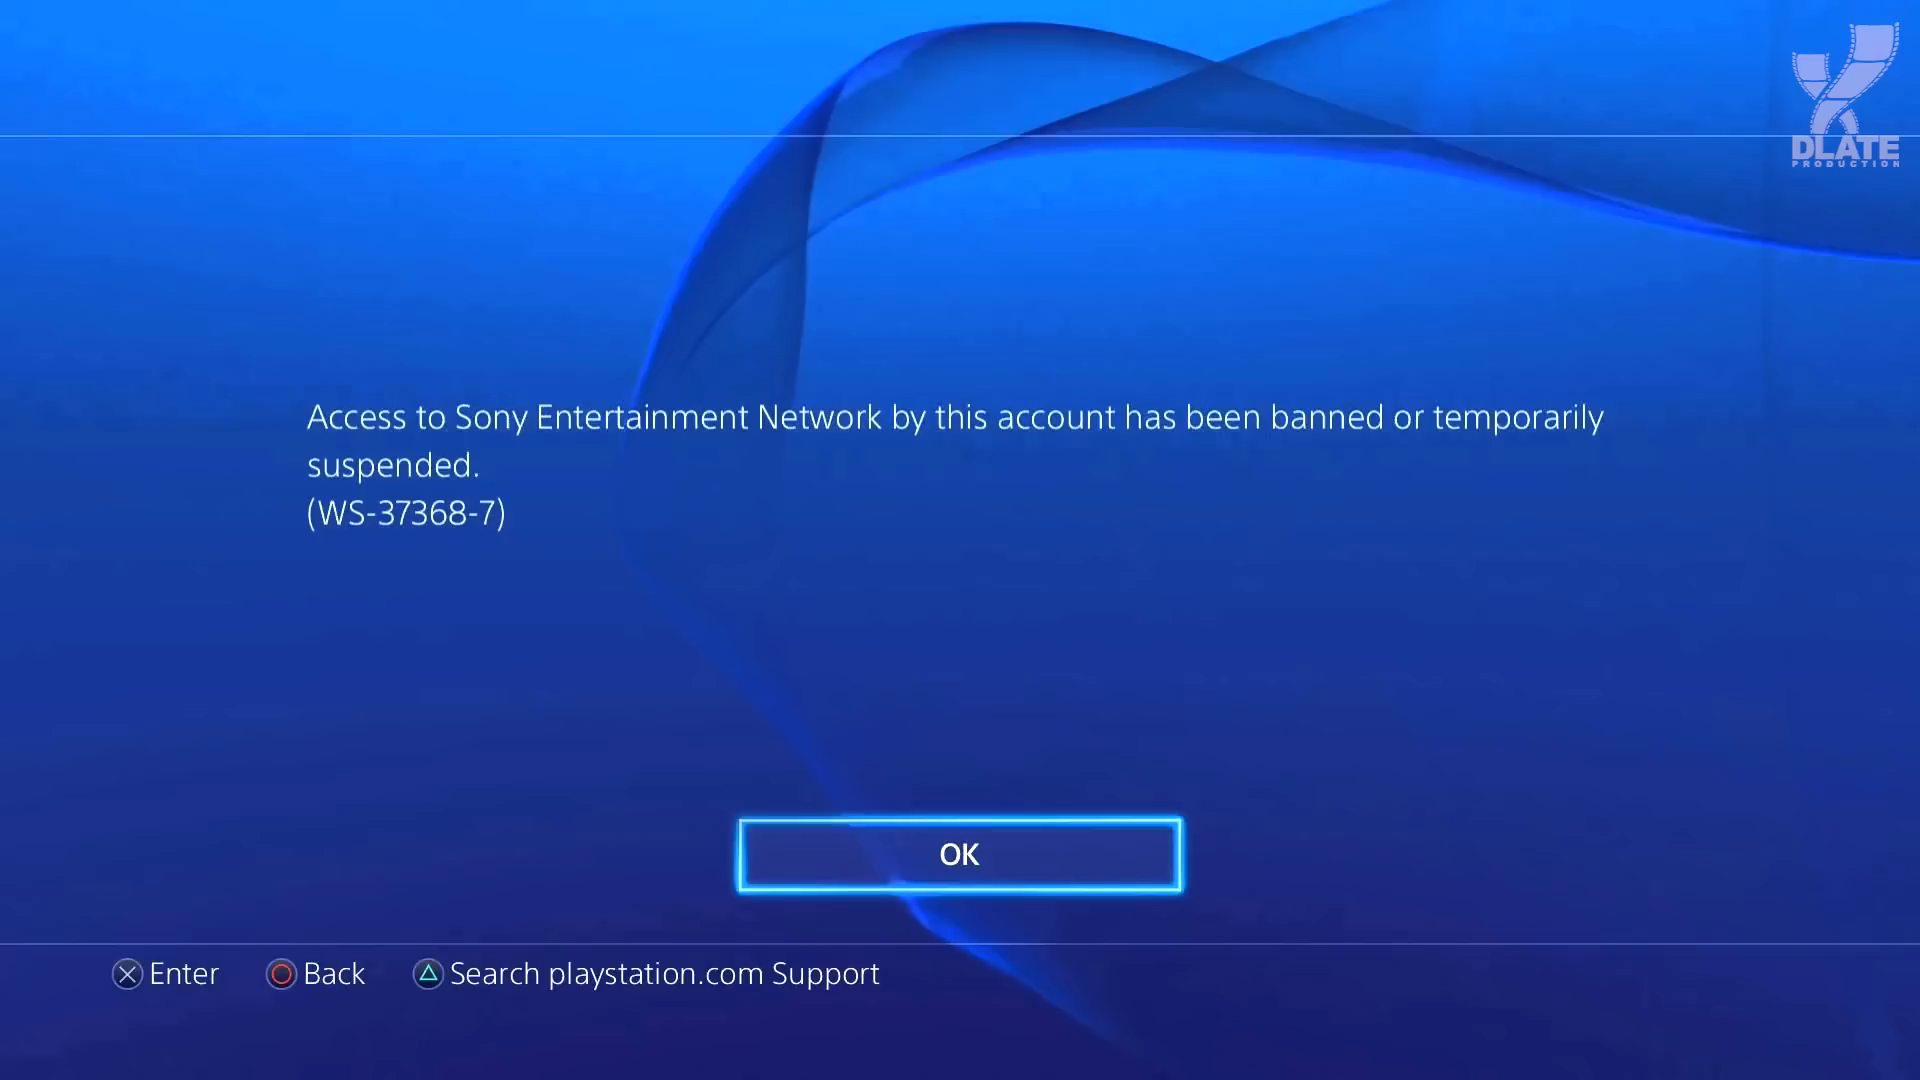 DLATE
PRODUCTION
Access to Sony Entertainment Network by this account has been banned or temporarily
suspended.
(WS-37368-7)
OK
Enter Back Search playstation.com Support